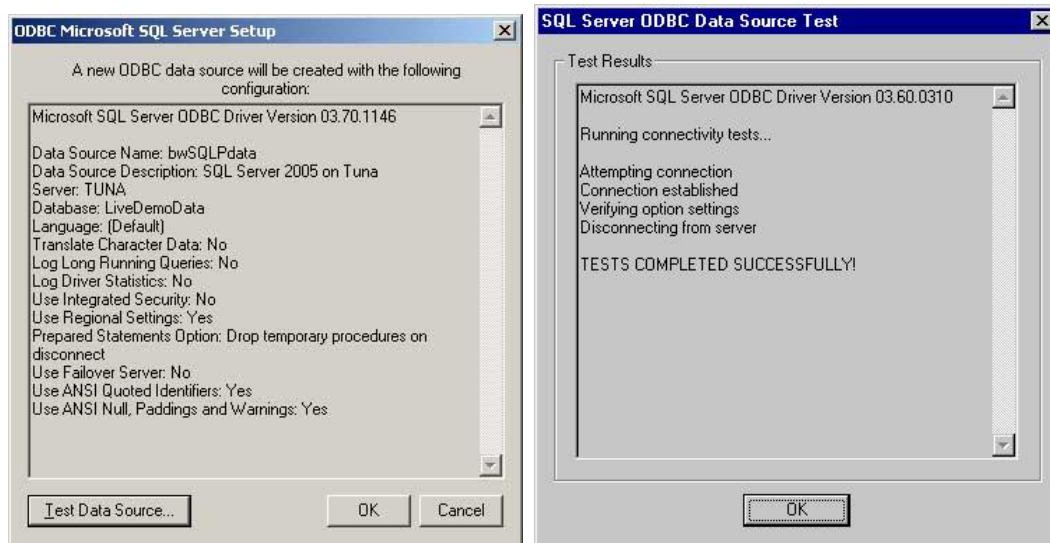 ODBC Microsoft SQL Server Setup
A new ODBC data source will be created with the following
configuration:
Microsoft SQL Server ODBC Driver Version 03.70.1146
Data Source Name: bwSQLPdata
Data Source Description: SQL Server 2005 on Tuna
Server: TUNA
Database: LiveDemoData
Language: (Default)
Translate Character Data: No
Log Long Running Queries: No
Log Driver Statistics: No
Use Integrated Security: No
Use Regional Settings: Yes
Prepared Statements Option: Drop temporary procedures on
disconnect
Use Failover Server: No
Use ANSI Quoted Identifiers: Yes
Use ANSI Null, Paddings and Warnings: Yes
Test Data Source...
OK
Cancel
SQL Server ODBC Data Source Test
Test Results
Microsoft SQL Server ODBC Driver Version 03.60.0310
Running connectivity tests...
Attempting connection
Connection established
Verifying option settings
Disconnecting from server
TESTS COMPLETED SUCCESSFULLY!
OK